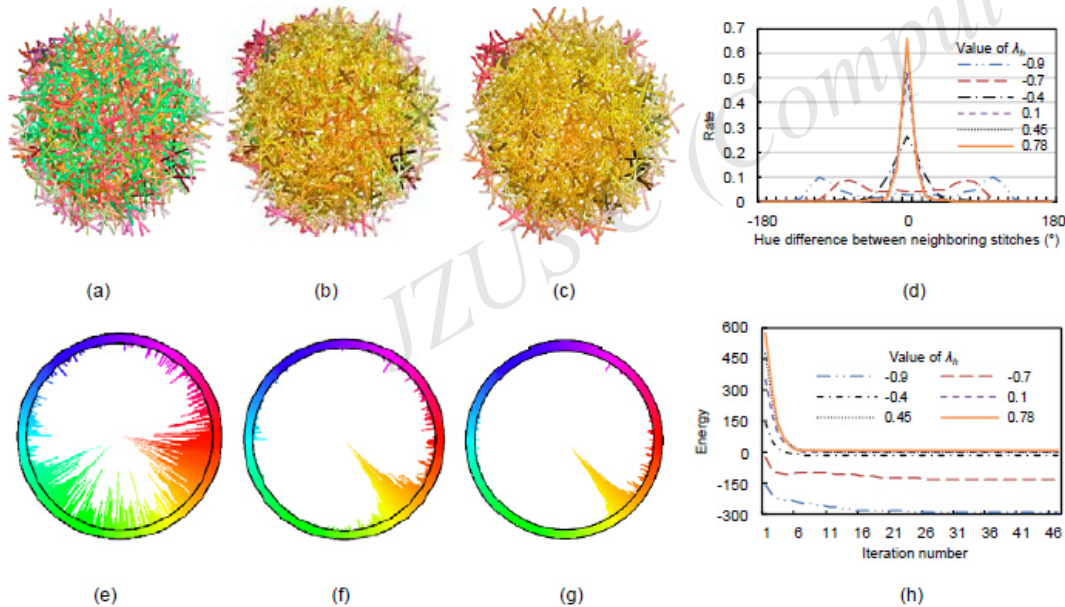 0.7
0.6
0.5
0.4
0.3
0.2
0.1
0
Rate
Value of λh
-0.9
-0.7
-0.4
0.1
0.45
0.78
-180 0 180
Hue difference between neighboring stitches (°)
(a) (b) (c) (d)
JZUS-C (Comput
600
450
300
150
0
-150
-300
Energy
Value of λh
-0.9 -0.7
-0.4 0.1
0.45 0.78
1 6 11 16 21 26 31 36 41 46
Iteration number
(e) (f) (g) (h)